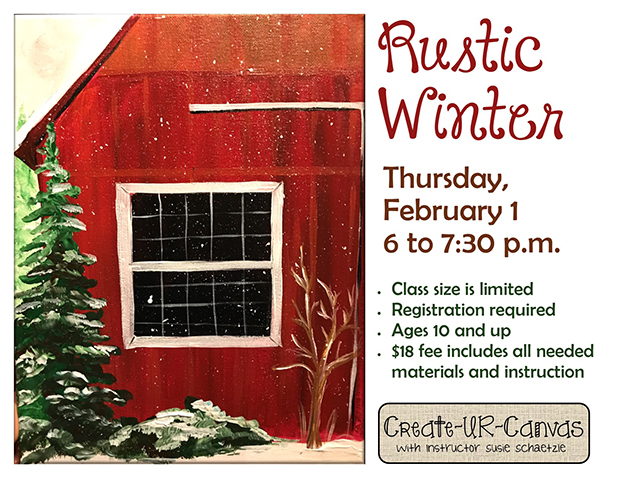 Rustic
Winter
Thursday,
February 1
6 to 7:30 p.m.
• Class size is limited
• Registration required
• Ages 10 and up
• $18 fee includes all needed
materials and instruction
Create-UR-Canvas
with instructor susie schaetzle